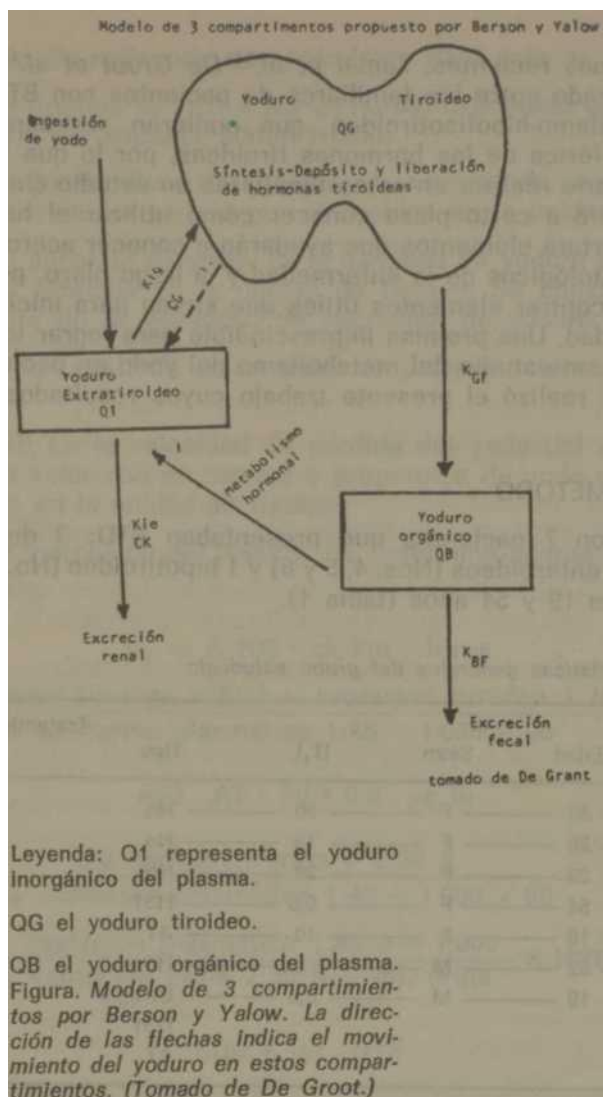 Modelo de 3 compartimentos propuesto por Berson y Yalow
Yoduro Tiroideo
QG
Síntesis-Depósito y liberación
de hormonas tiroideas
Ingestión
de yodo
K1g
CG
Yoduro
Extratiroideo
Q1
KGf
metabolismo
hormonal
Yoduro
orgánico
QB
Kie
CK
Excreción
renal
KBF
Excreción
fecal
tomado de De Grant
Leyenda: Q1 representa el yoduro
inorgánico del plasma.
QG el yoduro tiroideo.
QB el yoduro orgánico del plasma.
Figura. Modelo de 3 compartimien-
tos por Berson y Yalow. La direc-
ción de las flechas indica el movi-
miento del yoduro en estos compar-
timientos. (Tomado de De Groot.)